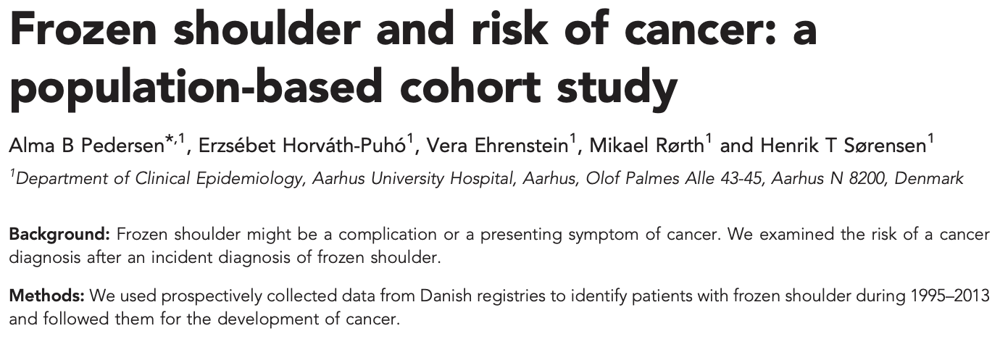 Frozen shoulder and risk of cancer: a
population-based cohort study
Alma B Pedersen*,1, Erzsébet Horváth-Puhó1, Vera Ehrenstein1, Mikael Rørth1 and Henrik T Sørensen1
1Department of Clinical Epidemiology, Aarhus University Hospital, Aarhus, Olof Palmes Alle 43-45, Aarhus N 8200, Denmark
Background: Frozen shoulder might be a complication or a presenting symptom of cancer. We examined the risk of a cancer
diagnosis after an incident diagnosis of frozen shoulder.
Methods: We used prospectively collected data from Danish registries to identify patients with frozen shoulder during 1995–2013
and followed them for the development of cancer.